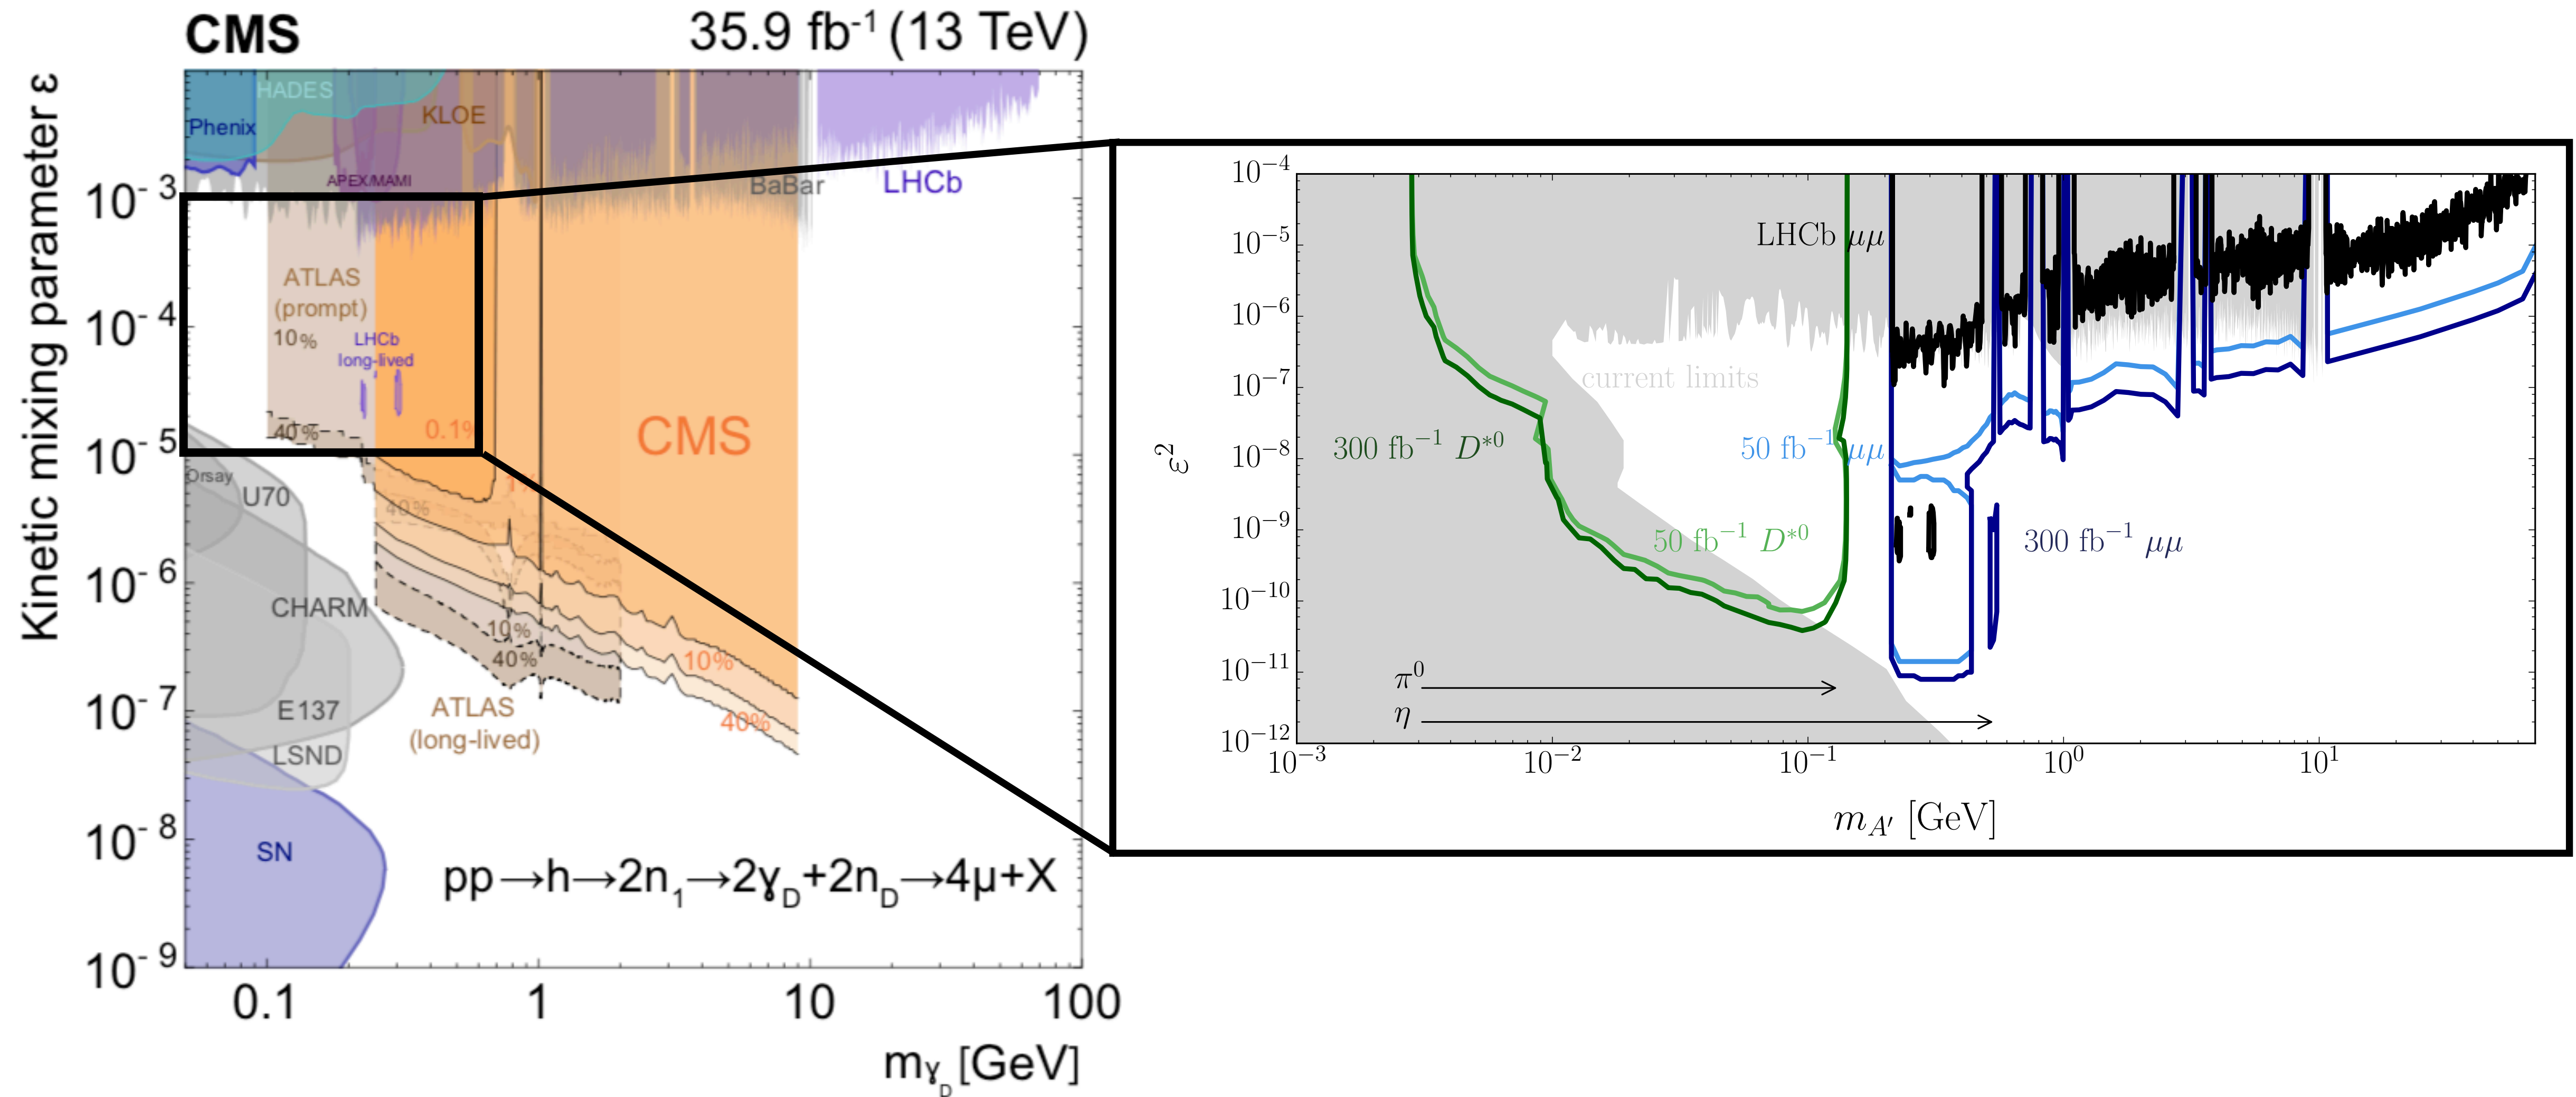 CMS
35.9 fb-1 (13 TeV)
Kinetic mixing parameter ε
10-3
10-4
10-5
10-6
10-7
10-8
10-9
HADES
Phenix
KLOE
APEX/MAMI
BaBar
LHCb
ATLAS
(prompt)
10%
LHCb
long-lived
40%
0.1%
CMS
Orsay
U70
1%
40%
CHARM
10%
40%
10%
E137
ATLAS
(long-lived)
40%
LSND
SN
pp→h→2n1→2γD+2nD→4μ+X
0.1
1
10
100
mγD [GeV]
ε2
10−4
10−5
10−6
10−7
10−8
10−9
10−10
10−11
10−12
LHCb μμ
current limits
300 fb−1 D*0
50 fb−1 μμ
50 fb−1 D*0
300 fb−1 μμ
π0
η
10−3
10−2
10−1
100
101
mA′ [GeV]